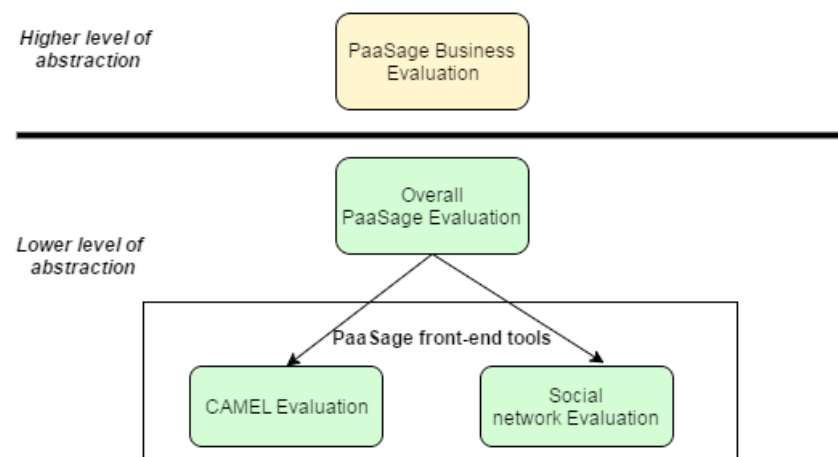 Higher level of
abstraction
PaaSage Business
Evaluation
Overall
PaaSage Evaluation
Lower level of
abstraction
PaaSage front-end tools
CAMEL Evaluation
Social
network Evaluation